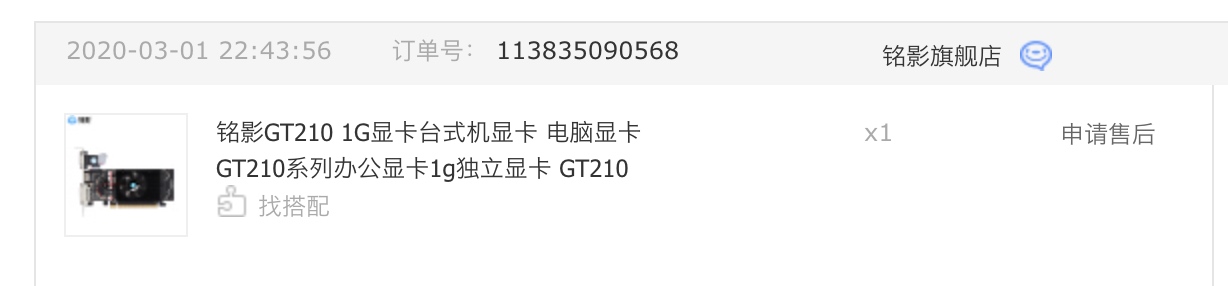 2020-03-01 22:43:56 订单号： 113835090568 铭影旗舰店
铭影GT210 1G显卡台式机显卡 电脑显卡 x1 申请售后
GT210系列办公显卡1g独立显卡 GT210
找搭配